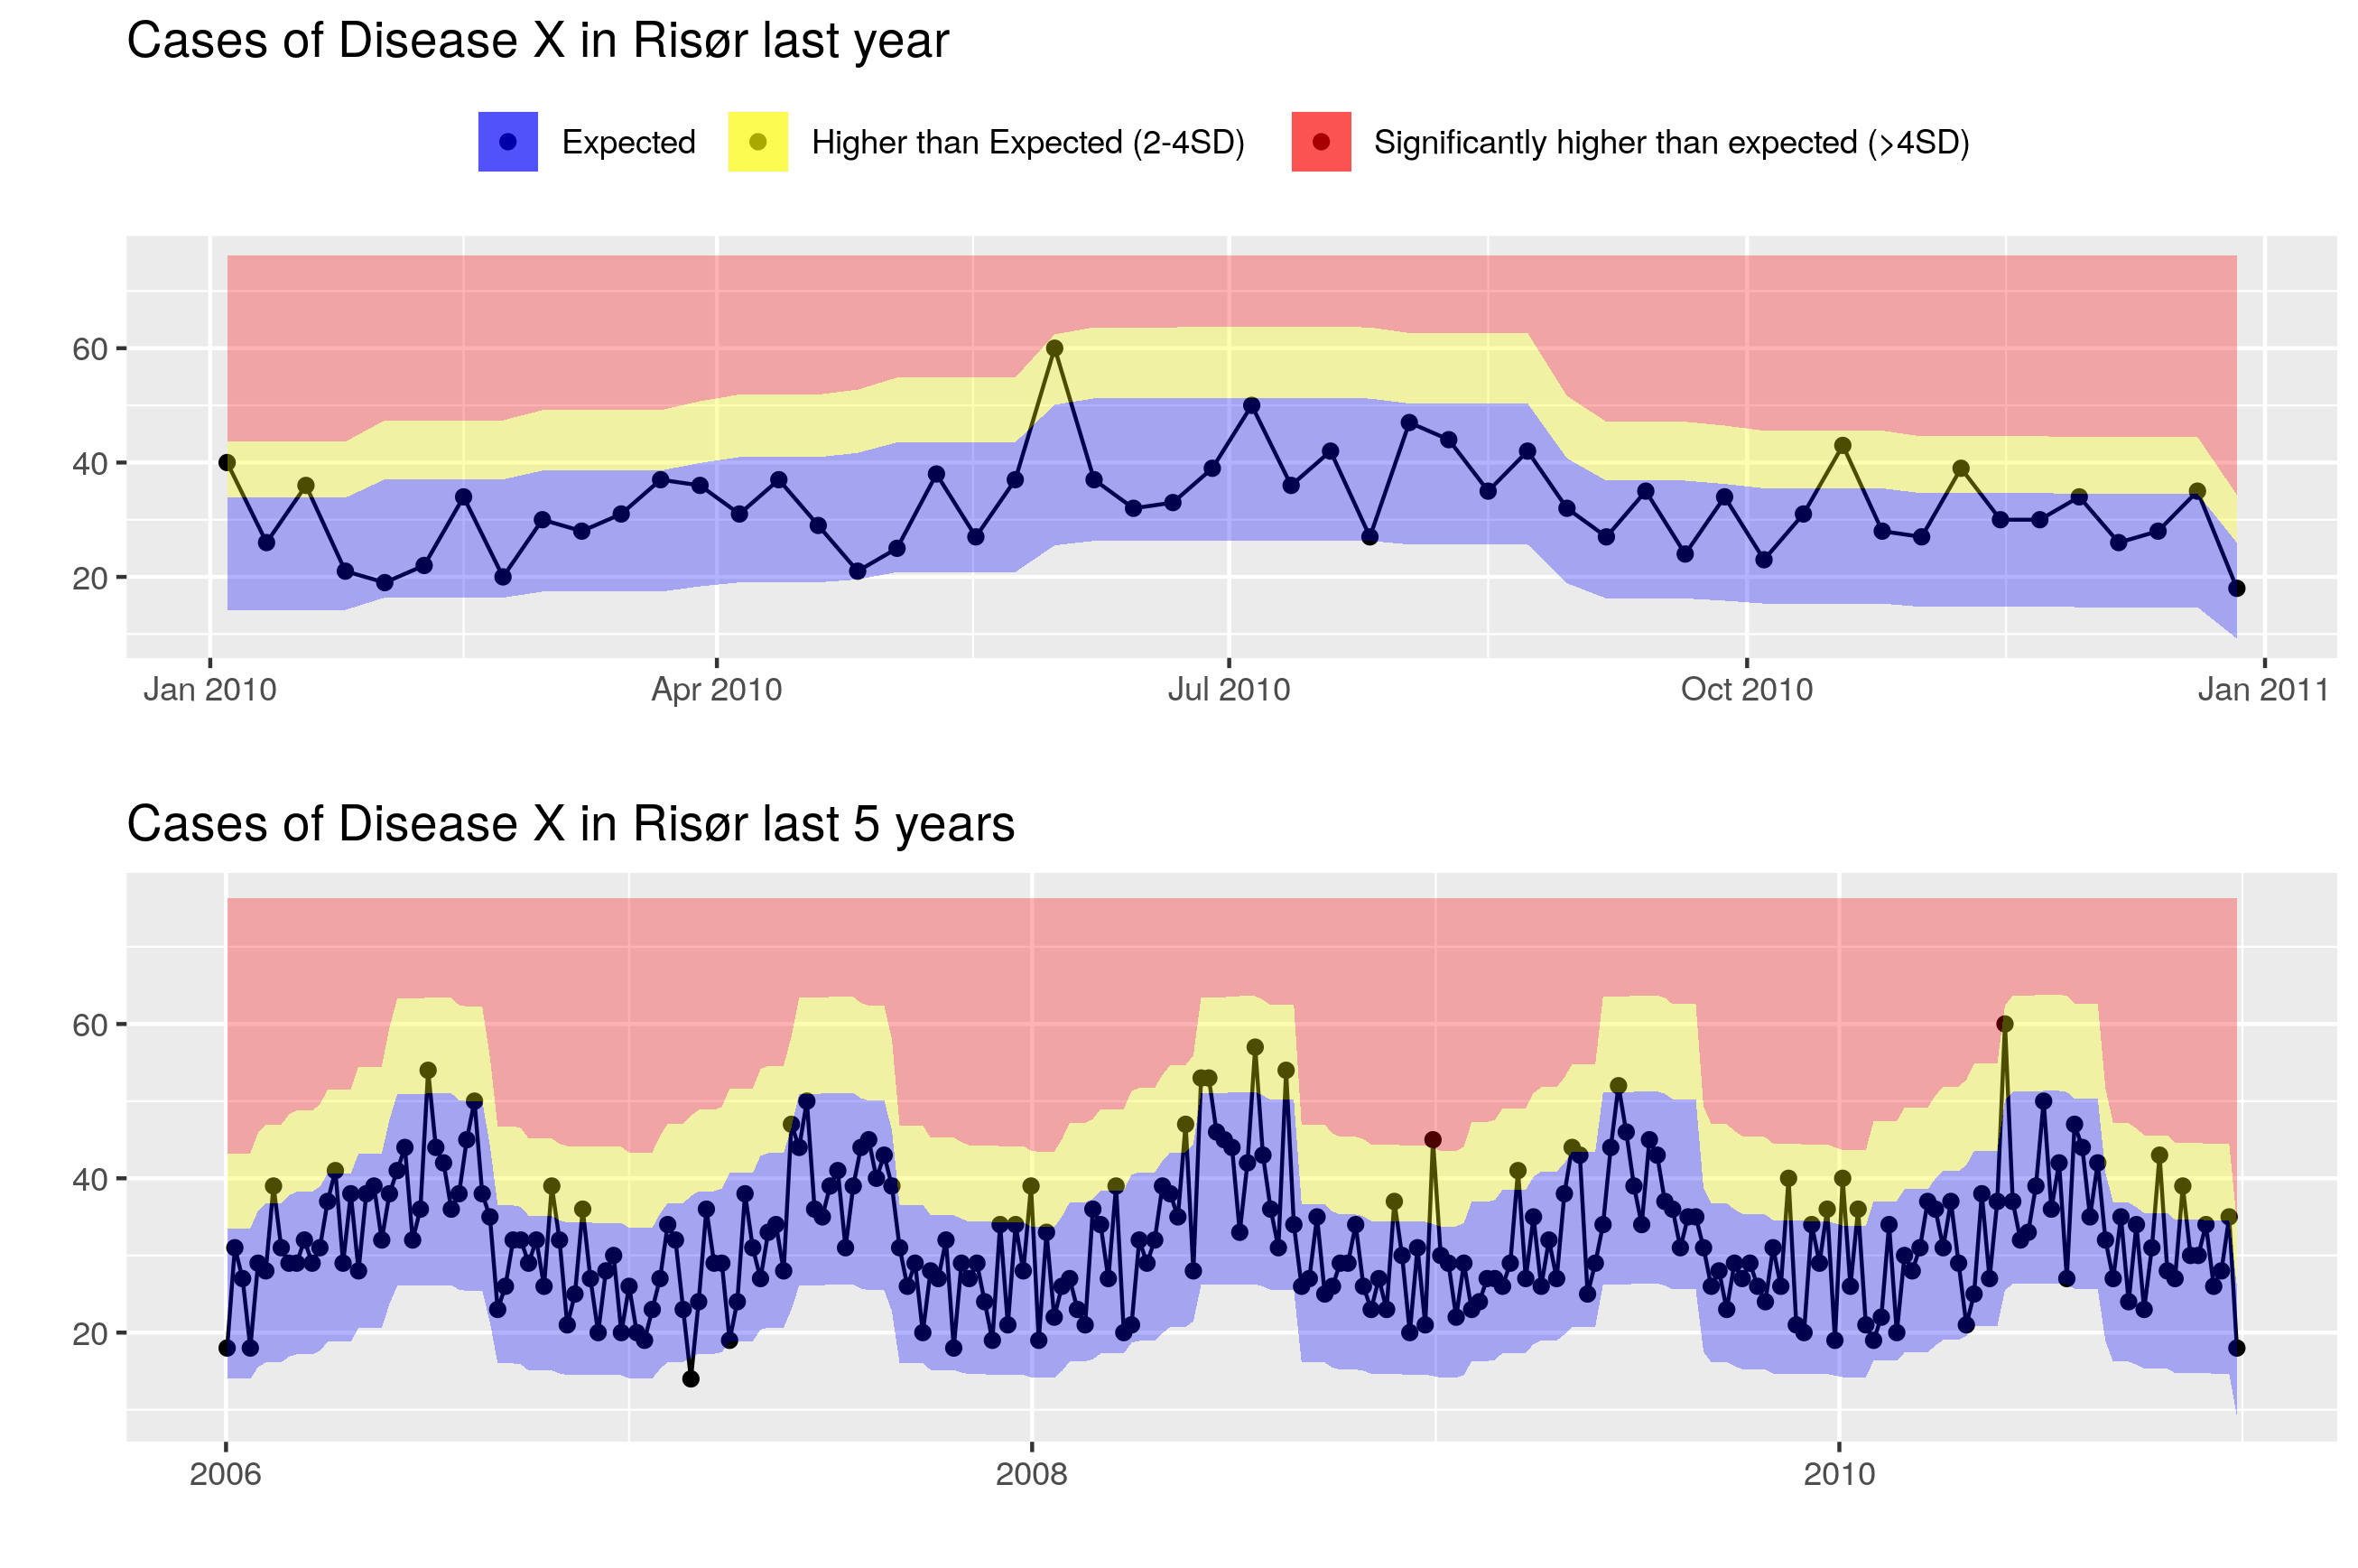 Cases of Disease X in Risør last year
Expected Higher than Expected (2-4SD) Significantly higher than expected (>4SD)
60
40
20
Jan 2010 Apr 2010 Jul 2010 Oct 2010 Jan 2011
Cases of Disease X in Risør last 5 years
60
40
20
2006 2008 2010